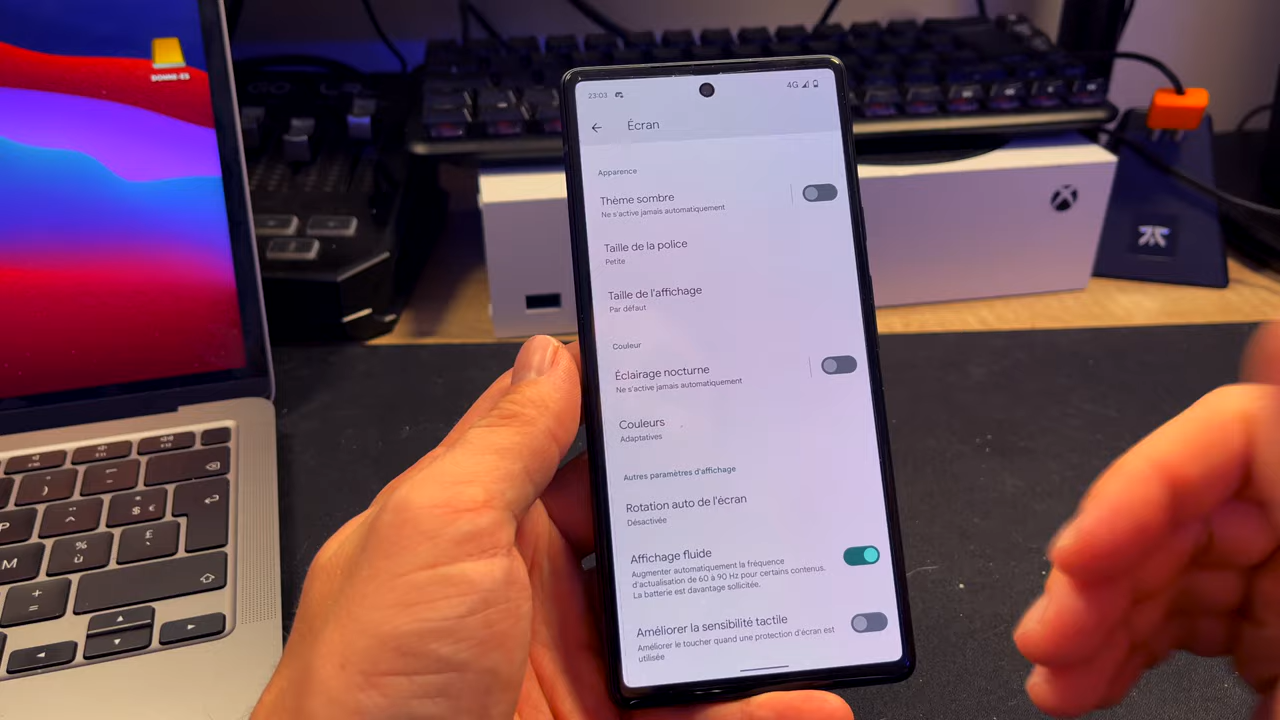 DONNÉES
23:03
4G
Écran
Apparence
Thème sombre
Ne s'active jamais automatiquement
Taille de la police
Petite
Taille de l'affichage
Par défaut
Couleur
Éclairage nocturne
Ne s'active jamais automatiquement
Couleurs
Adaptatives
Autres paramètres d'affichage
Rotation auto de l'écran
Désactivée
Affichage fluide
Augmenter automatiquement la fréquence
d'actualisation de 60 à 90 Hz pour certains contenus.
La batterie est davantage sollicitée.
Améliorer la sensibilité tactile
Améliorer le toucher quand une protection d'écran est
utilisée
P
$ €
M
%
ù
£
+
=